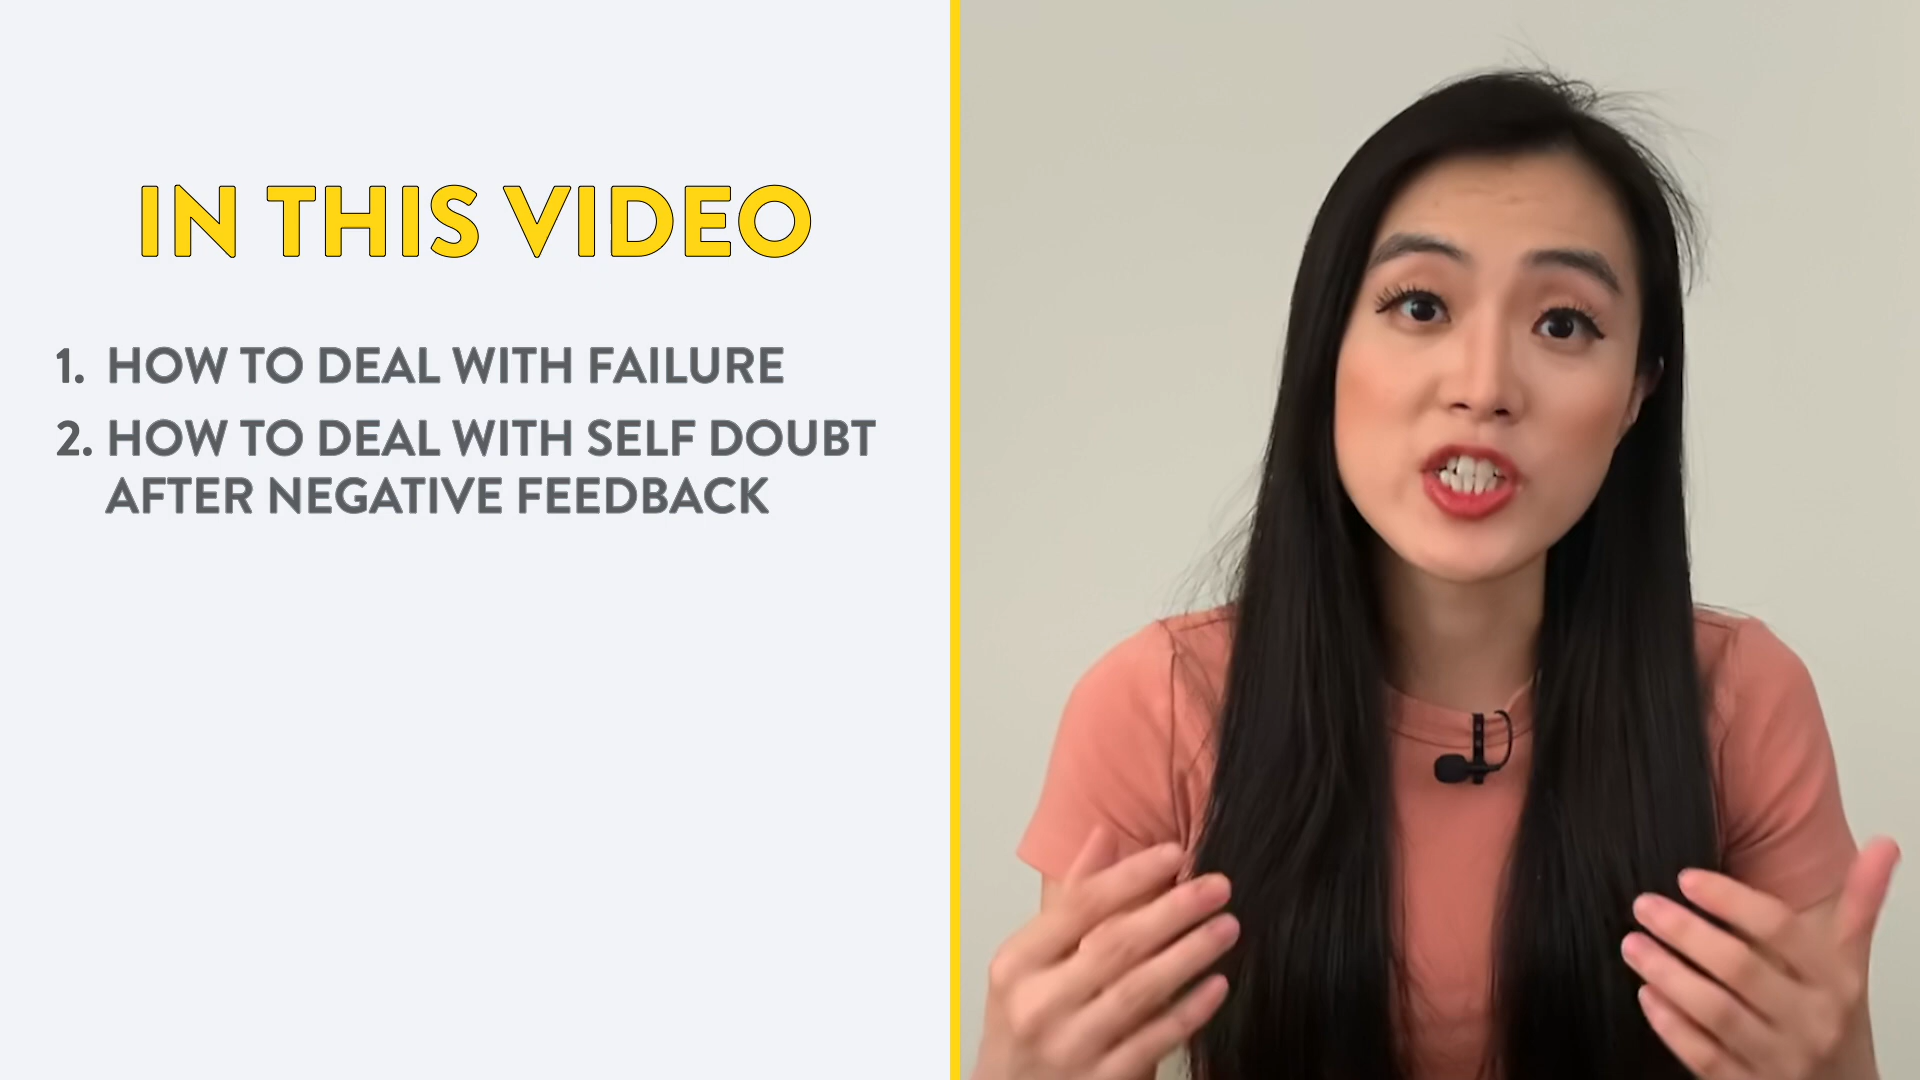 IN THIS VIDEO
1. HOW TO DEAL WITH FAILURE
2. HOW TO DEAL WITH SELF DOUBT
AFTER NEGATIVE FEEDBACK